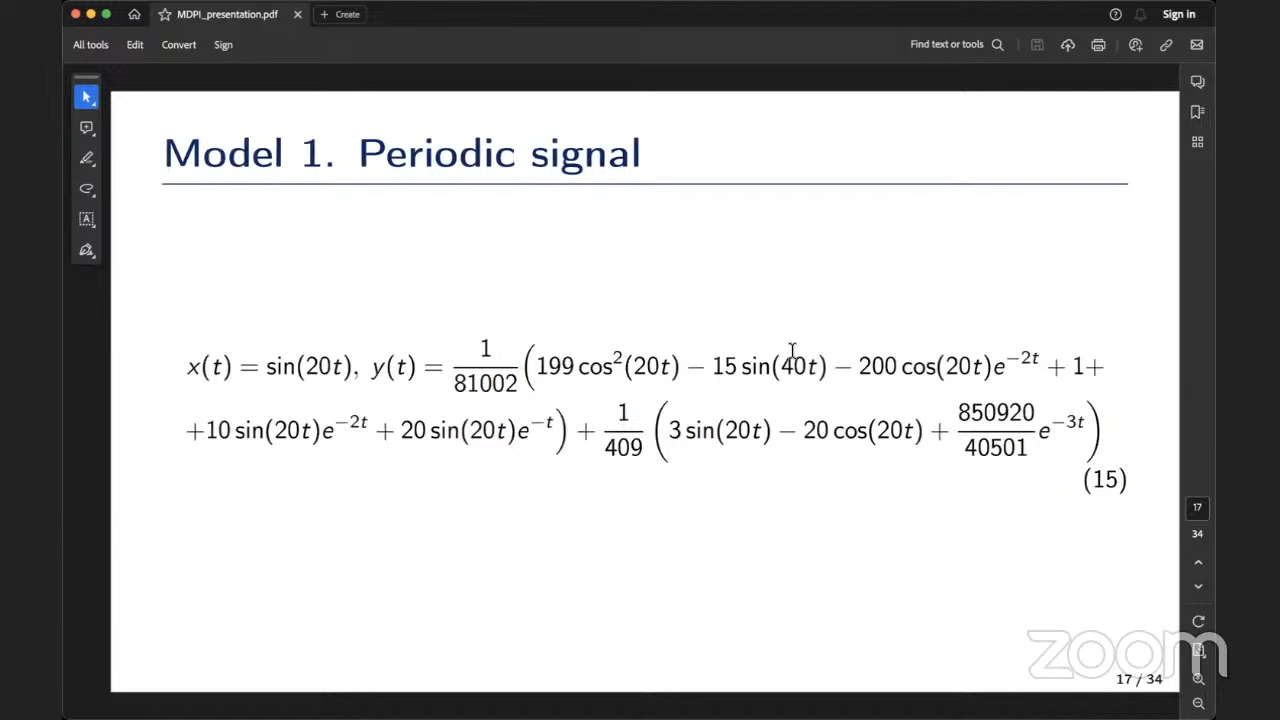 MDPI_presentation.pdf
Create
Sign in
All tools Edit Convert Sign
Find text or tools
Model 1. Periodic signal
x(t) = sin(20t), y(t) = \frac{1}{81002} ( 199 cos²(20t) − 15 sin(40t) − 200 cos(20t)e^{−2t} + 1+
+10 sin(20t)e^{−2t} + 20 sin(20t)e^{−t} ) + \frac{1}{409} ( 3 sin(20t) − 20 cos(20t) + \frac{850920}{40501} e^{−3t} )
(15)
17
34
zoom
17 / 34